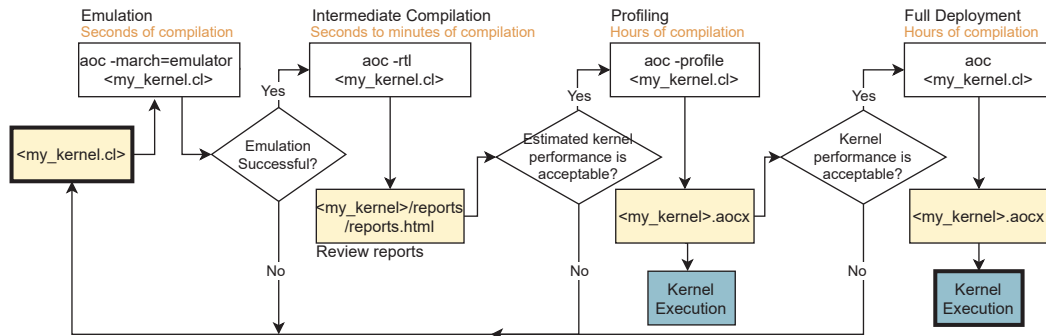 Emulation
Seconds of compilation
aoc -march=emulator
<my_kernel.cl>
<my_kernel.cl>
Yes
Emulation
Successful?
No
Intermediate Compilation
Seconds to minutes of compilation
aoc -rtl
<my_kernel.cl>
<my_kernel>/reports
/reports.html
Review reports
Yes
Estimated kernel
performance is
acceptable?
No
Profiling
Hours of compilation
aoc -profile
<my_kernel.cl>
<my_kernel>.aocx
Kernel
Execution
Yes
Kernel
performance is
acceptable?
No
Full Deployment
Hours of compilation
aoc
<my_kernel.cl>
<my_kernel>.aocx
Kernel
Execution